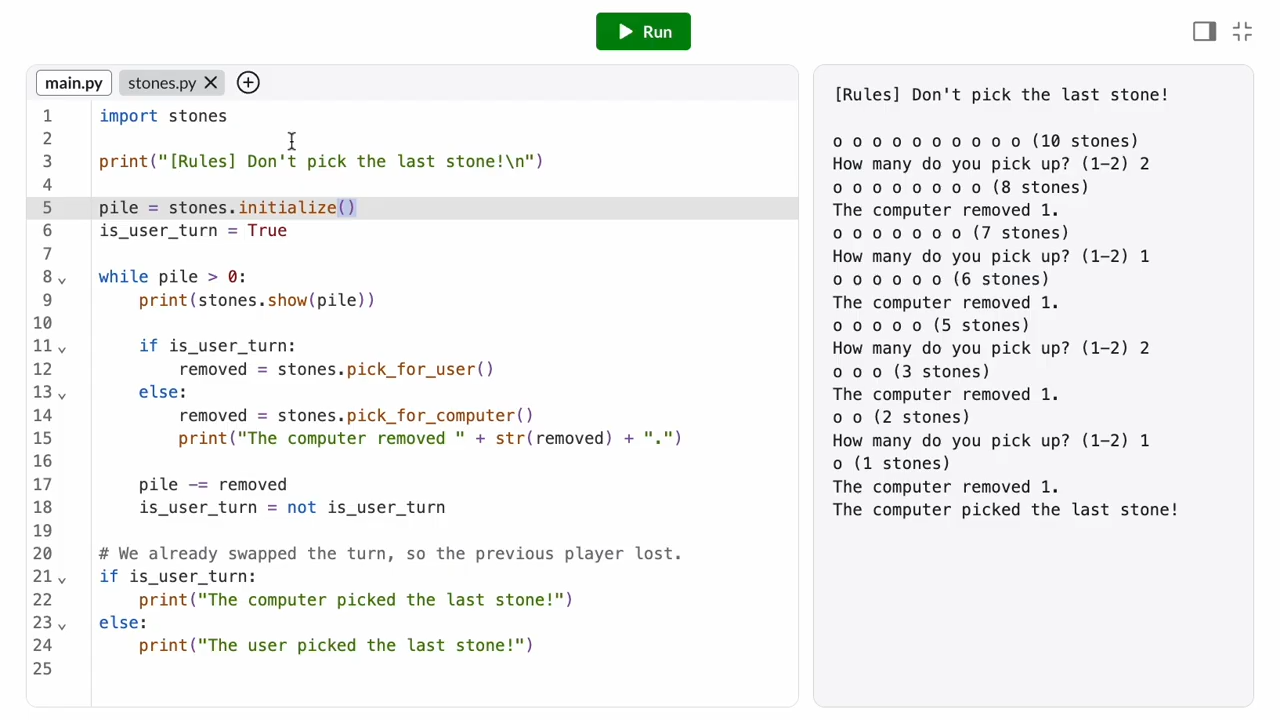 Run
main.py
stones.py
1 import stones
2
3 print("[Rules] Don't pick the last stone!\n")
4
5 pile = stones.initialize()
6 is_user_turn = True
7
8 while pile > 0:
9     print(stones.show(pile))
10
11     if is_user_turn:
12         removed = stones.pick_for_user()
13     else:
14         removed = stones.pick_for_computer()
15         print("The computer removed " + str(removed) + ".")
16
17     pile -= removed
18     is_user_turn = not is_user_turn
19
20 # We already swapped the turn, so the previous player lost.
21 if is_user_turn:
22     print("The computer picked the last stone!")
23 else:
24     print("The user picked the last stone!")
25
[Rules] Don't pick the last stone!
o o o o o o o o o o (10 stones)
How many do you pick up? (1-2) 2
o o o o o o o o (8 stones)
The computer removed 1.
o o o o o o o (7 stones)
How many do you pick up? (1-2) 1
o o o o o o (6 stones)
The computer removed 1.
o o o o o (5 stones)
How many do you pick up? (1-2) 2
o o o (3 stones)
The computer removed 1.
o o (2 stones)
How many do you pick up? (1-2) 1
o (1 stones)
The computer removed 1.
The computer picked the last stone!